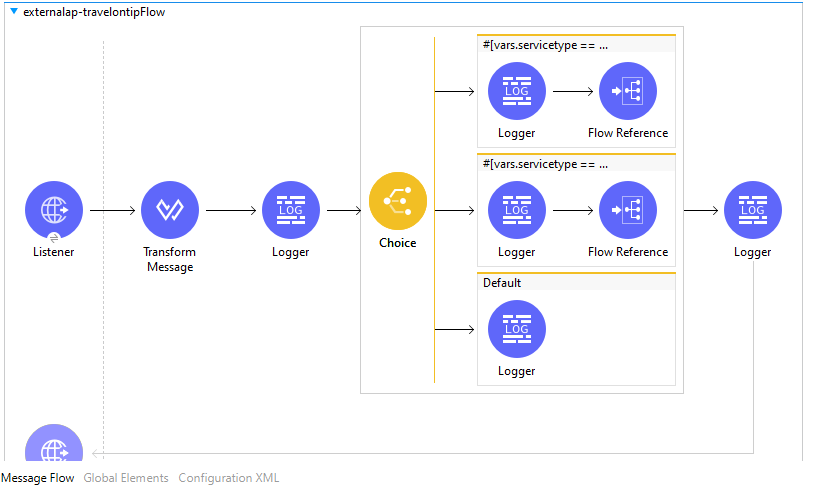 externalap-travelontipFlow
#[vars.servicetype == ...
LOG
Logger
Flow Reference
#[vars.servicetype == ...
Listener
Transform
Message
LOG
Logger
Choice
LOG
Logger
Flow Reference
LOG
Logger
Default
LOG
Logger
Message Flow Global Elements Configuration XML